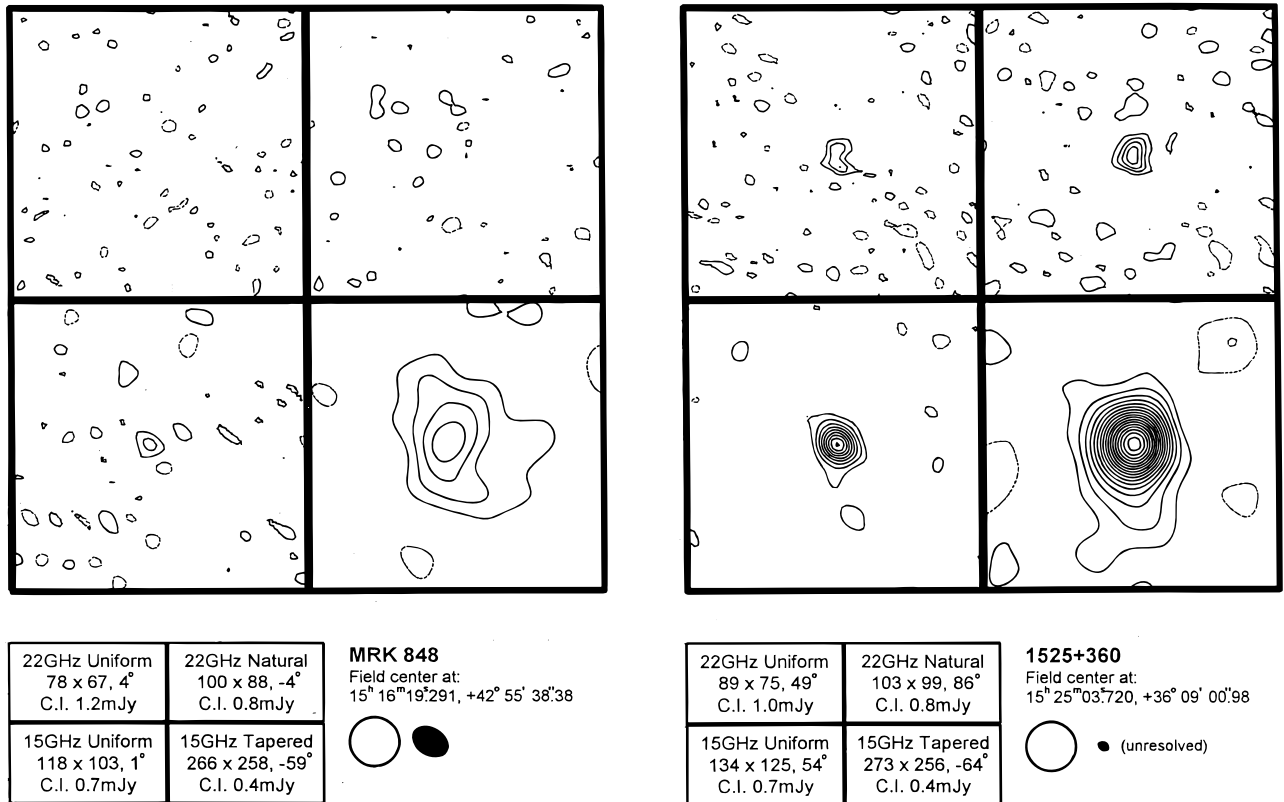 22GHz Uniform
78 x 67, 4°
C.I. 1.2mJy
22GHz Natural
100 x 88, -4°
C.I. 0.8mJy
15GHz Uniform
118 x 103, 1°
C.I. 0.7mJy
15GHz Tapered
266 x 258, -59°
C.I. 0.4mJy
MRK 848
Field center at:
15ʰ 16ᵐ19ˢ.291, +42° 55' 38".38
22GHz Uniform
89 x 75, 49°
C.I. 1.0mJy
22GHz Natural
103 x 99, 86°
C.I. 0.8mJy
15GHz Uniform
134 x 125, 54°
C.I. 0.7mJy
15GHz Tapered
273 x 256, -64°
C.I. 0.4mJy
1525+360
Field center at:
15ʰ 25ᵐ03ˢ.720, +36° 09' 00".98
(unresolved)